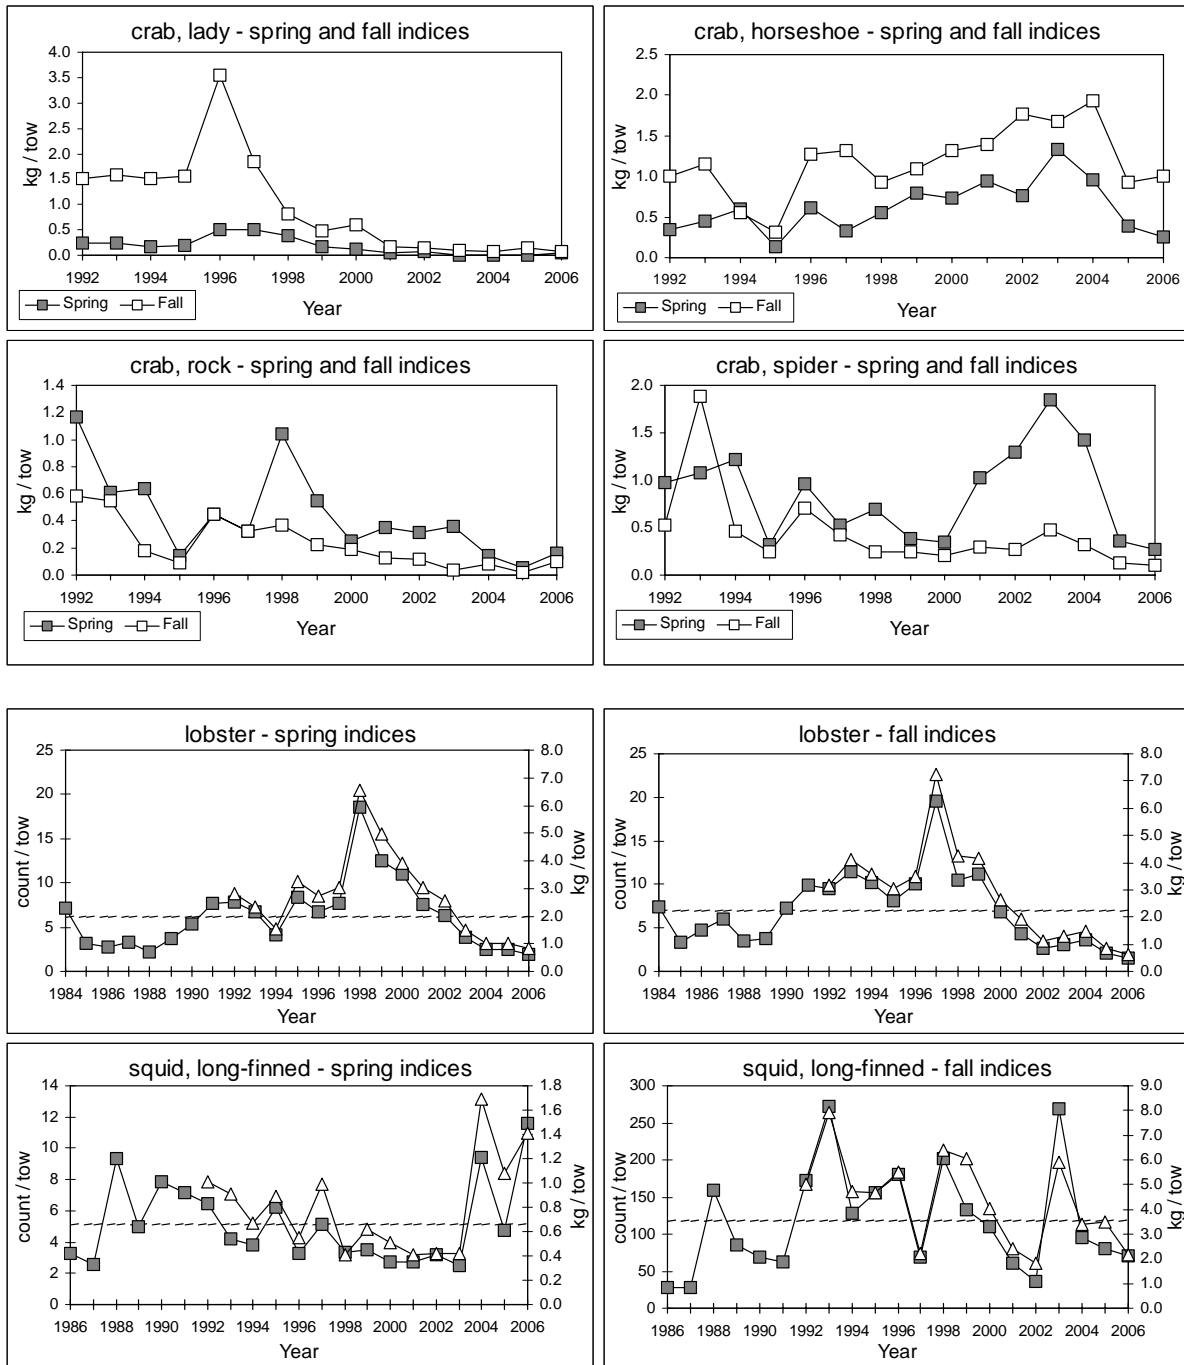 crab, lady - spring and fall indices
4.0
3.5
3.0
2.5
2.0
1.5
1.0
0.5
0.0
kg / tow
1992 1994 1996 1998 2000 2002 2004 2006
Spring Fall
Year
crab, horseshoe - spring and fall indices
2.5
2.0
1.5
1.0
0.5
0.0
kg / tow
1992 1994 1996 1998 2000 2002 2004 2006
Spring Fall
Year
crab, rock - spring and fall indices
1.4
1.2
1.0
0.8
0.6
0.4
0.2
0.0
kg / tow
1992 1994 1996 1998 2000 2002 2004 2006
Spring Fall
Year
crab, spider - spring and fall indices
2.0
1.5
1.0
0.5
0.0
kg / tow
1992 1994 1996 1998 2000 2002 2004 2006
Spring Fall
Year
lobster - spring indices
25
20
15
10
5
0
count / tow
8.0
7.0
6.0
5.0
4.0
3.0
2.0
1.0
0.0
kg / tow
1984 1986 1988 1990 1992 1994 1996 1998 2000 2002 2004 2006
Year
lobster - fall indices
25
20
15
10
5
0
count / tow
8.0
7.0
6.0
5.0
4.0
3.0
2.0
1.0
0.0
kg / tow
1984 1986 1988 1990 1992 1994 1996 1998 2000 2002 2004 2006
Year
squid, long-finned - spring indices
14
12
10
8
6
4
2
0
count / tow
1.8
1.6
1.4
1.2
1.0
0.8
0.6
0.4
0.2
0.0
kg / tow
1986 1988 1990 1992 1994 1996 1998 2000 2002 2004 2006
Year
squid, long-finned - fall indices
300
250
200
150
100
50
0
count / tow
9.0
8.0
7.0
6.0
5.0
4.0
3.0
2.0
1.0
0.0
kg / tow
1986 1988 1990 1992 1994 1996 1998 2000 2002 2004 2006
Year